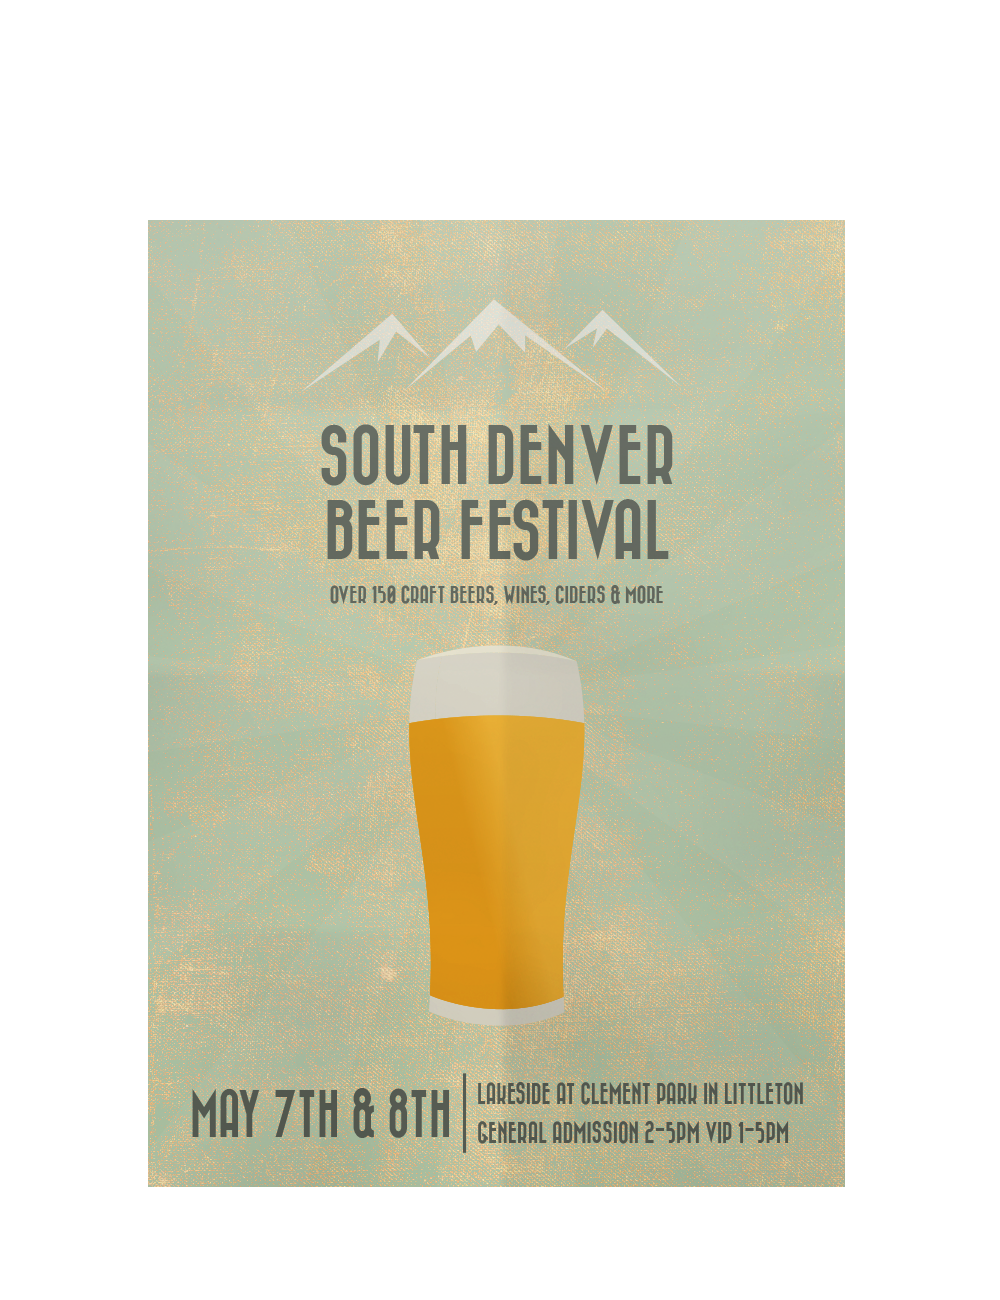 SOUTH DENVER
BEER FESTIVAL
OVER 150 CRAFT BEERS, WINES, CIDERS & MORE
MAY 7TH & 8TH
LAKESIDE AT CLEMENT PARK IN LITTLETON
GENERAL ADMISSION 2-5PM VIP 1-5PM